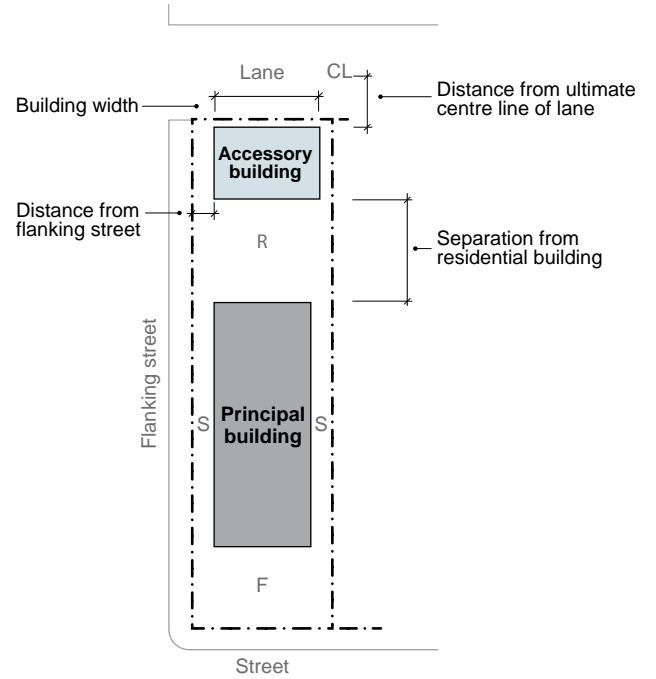 Lane
CL
Distance from ultimate
centre line of lane
Building width
Accessory
building
Distance from
flanking street
R
Separation from
residential building
Flanking street
S
Principal
building
S
F
Street